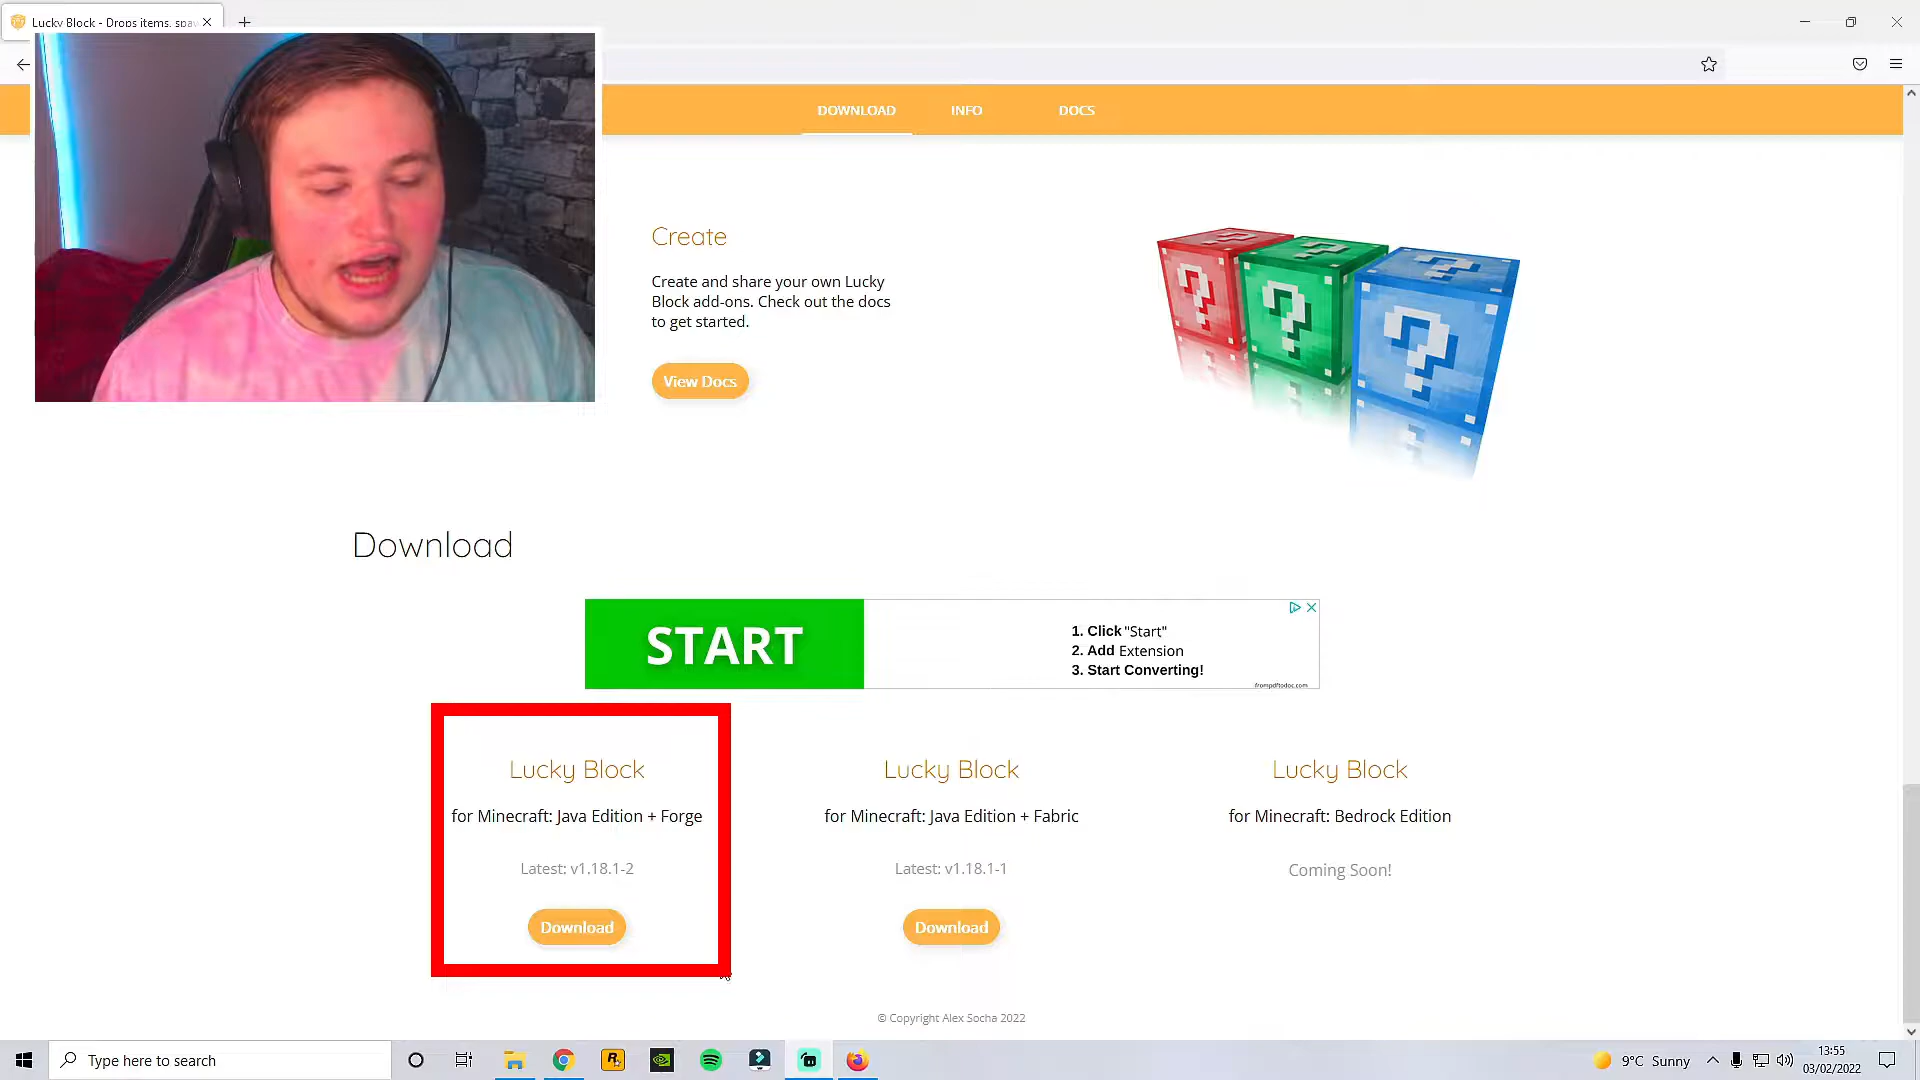 Lucky Block - Drops items, spaw
DOWNLOAD
INFO
DOCS
Create
Create and share your own Lucky
Block add-ons. Check out the docs
to get started.
View Docs
Download
START
1. Click "Start"
2. Add Extension
3. Start Converting!
frompdftodoc.com
Lucky Block
for Minecraft: Java Edition + Forge
Latest: v1.18.1-2
Download
Lucky Block
for Minecraft: Java Edition + Fabric
Latest: v1.18.1-1
Download
Lucky Block
for Minecraft: Bedrock Edition
Coming Soon!
© Copyright Alex Socha 2022
Type here to search
9°C Sunny
13:55
03/02/2022